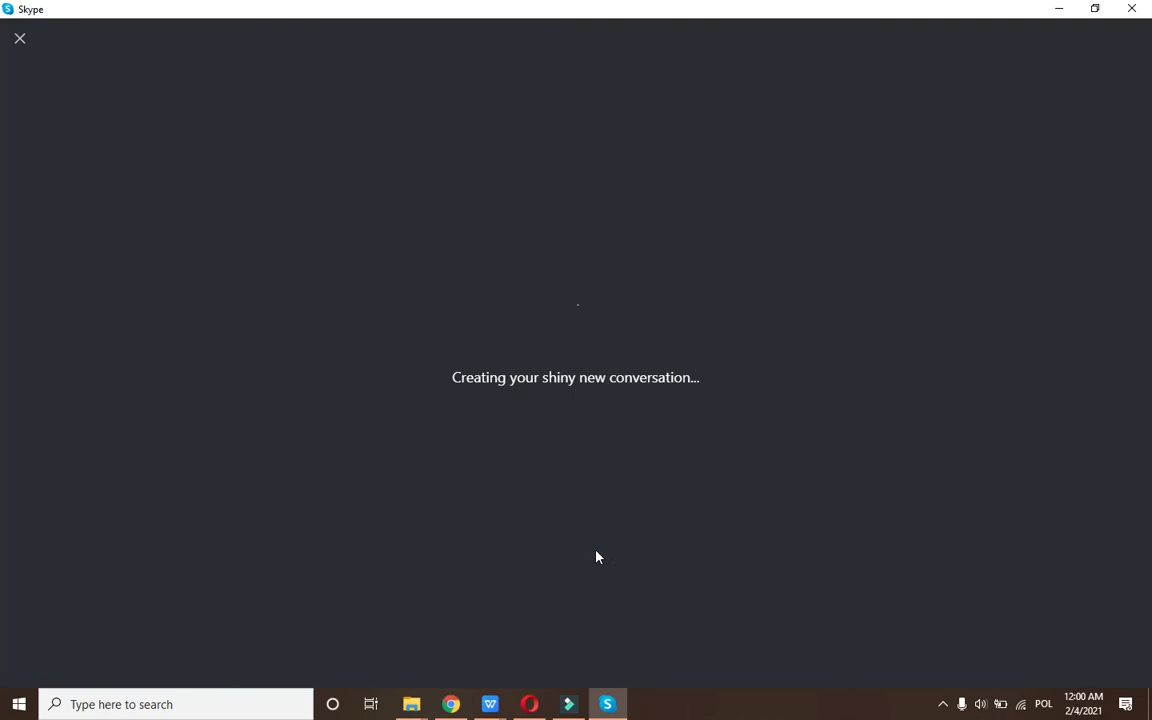 Skype
Creating your shiny new conversation...
Type here to search
POL
12:00 AM
2/4/2021